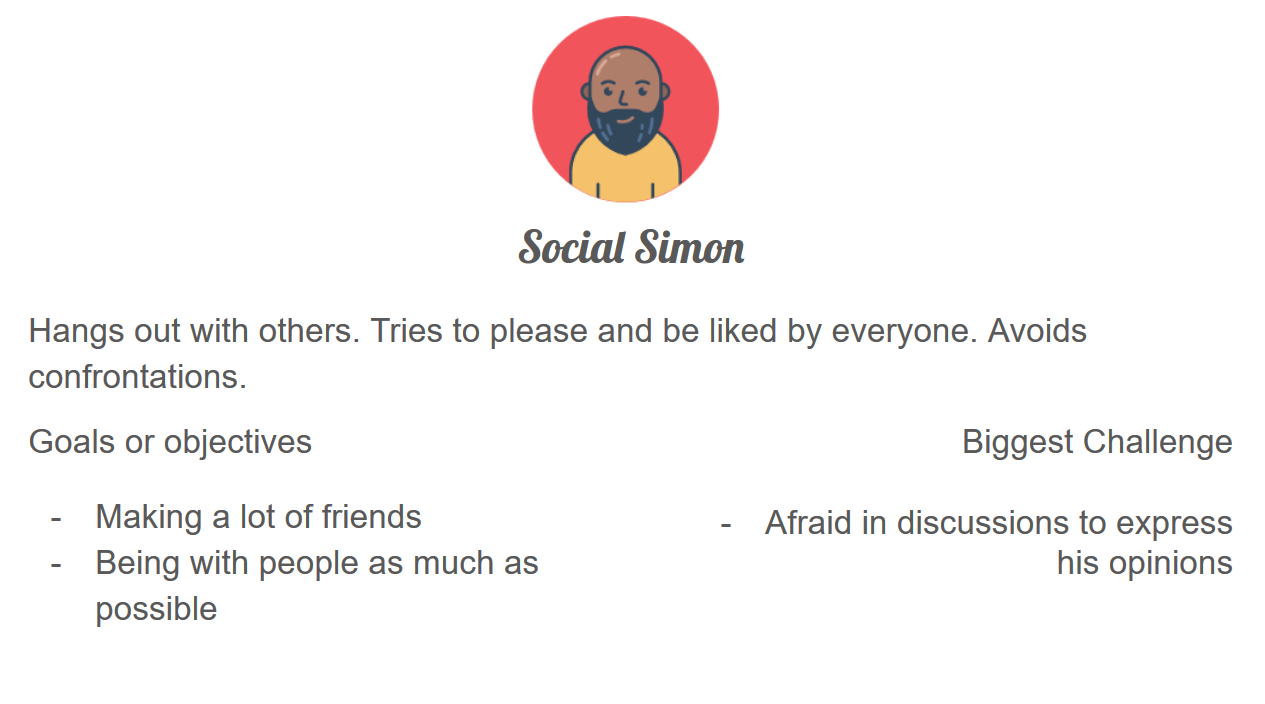 Social Simon
Hangs out with others. Tries to please and be liked by everyone. Avoids
confrontations.
Goals or objectives
- Making a lot of friends
- Being with people as much as
possible
Biggest Challenge
- Afraid in discussions to express
his opinions